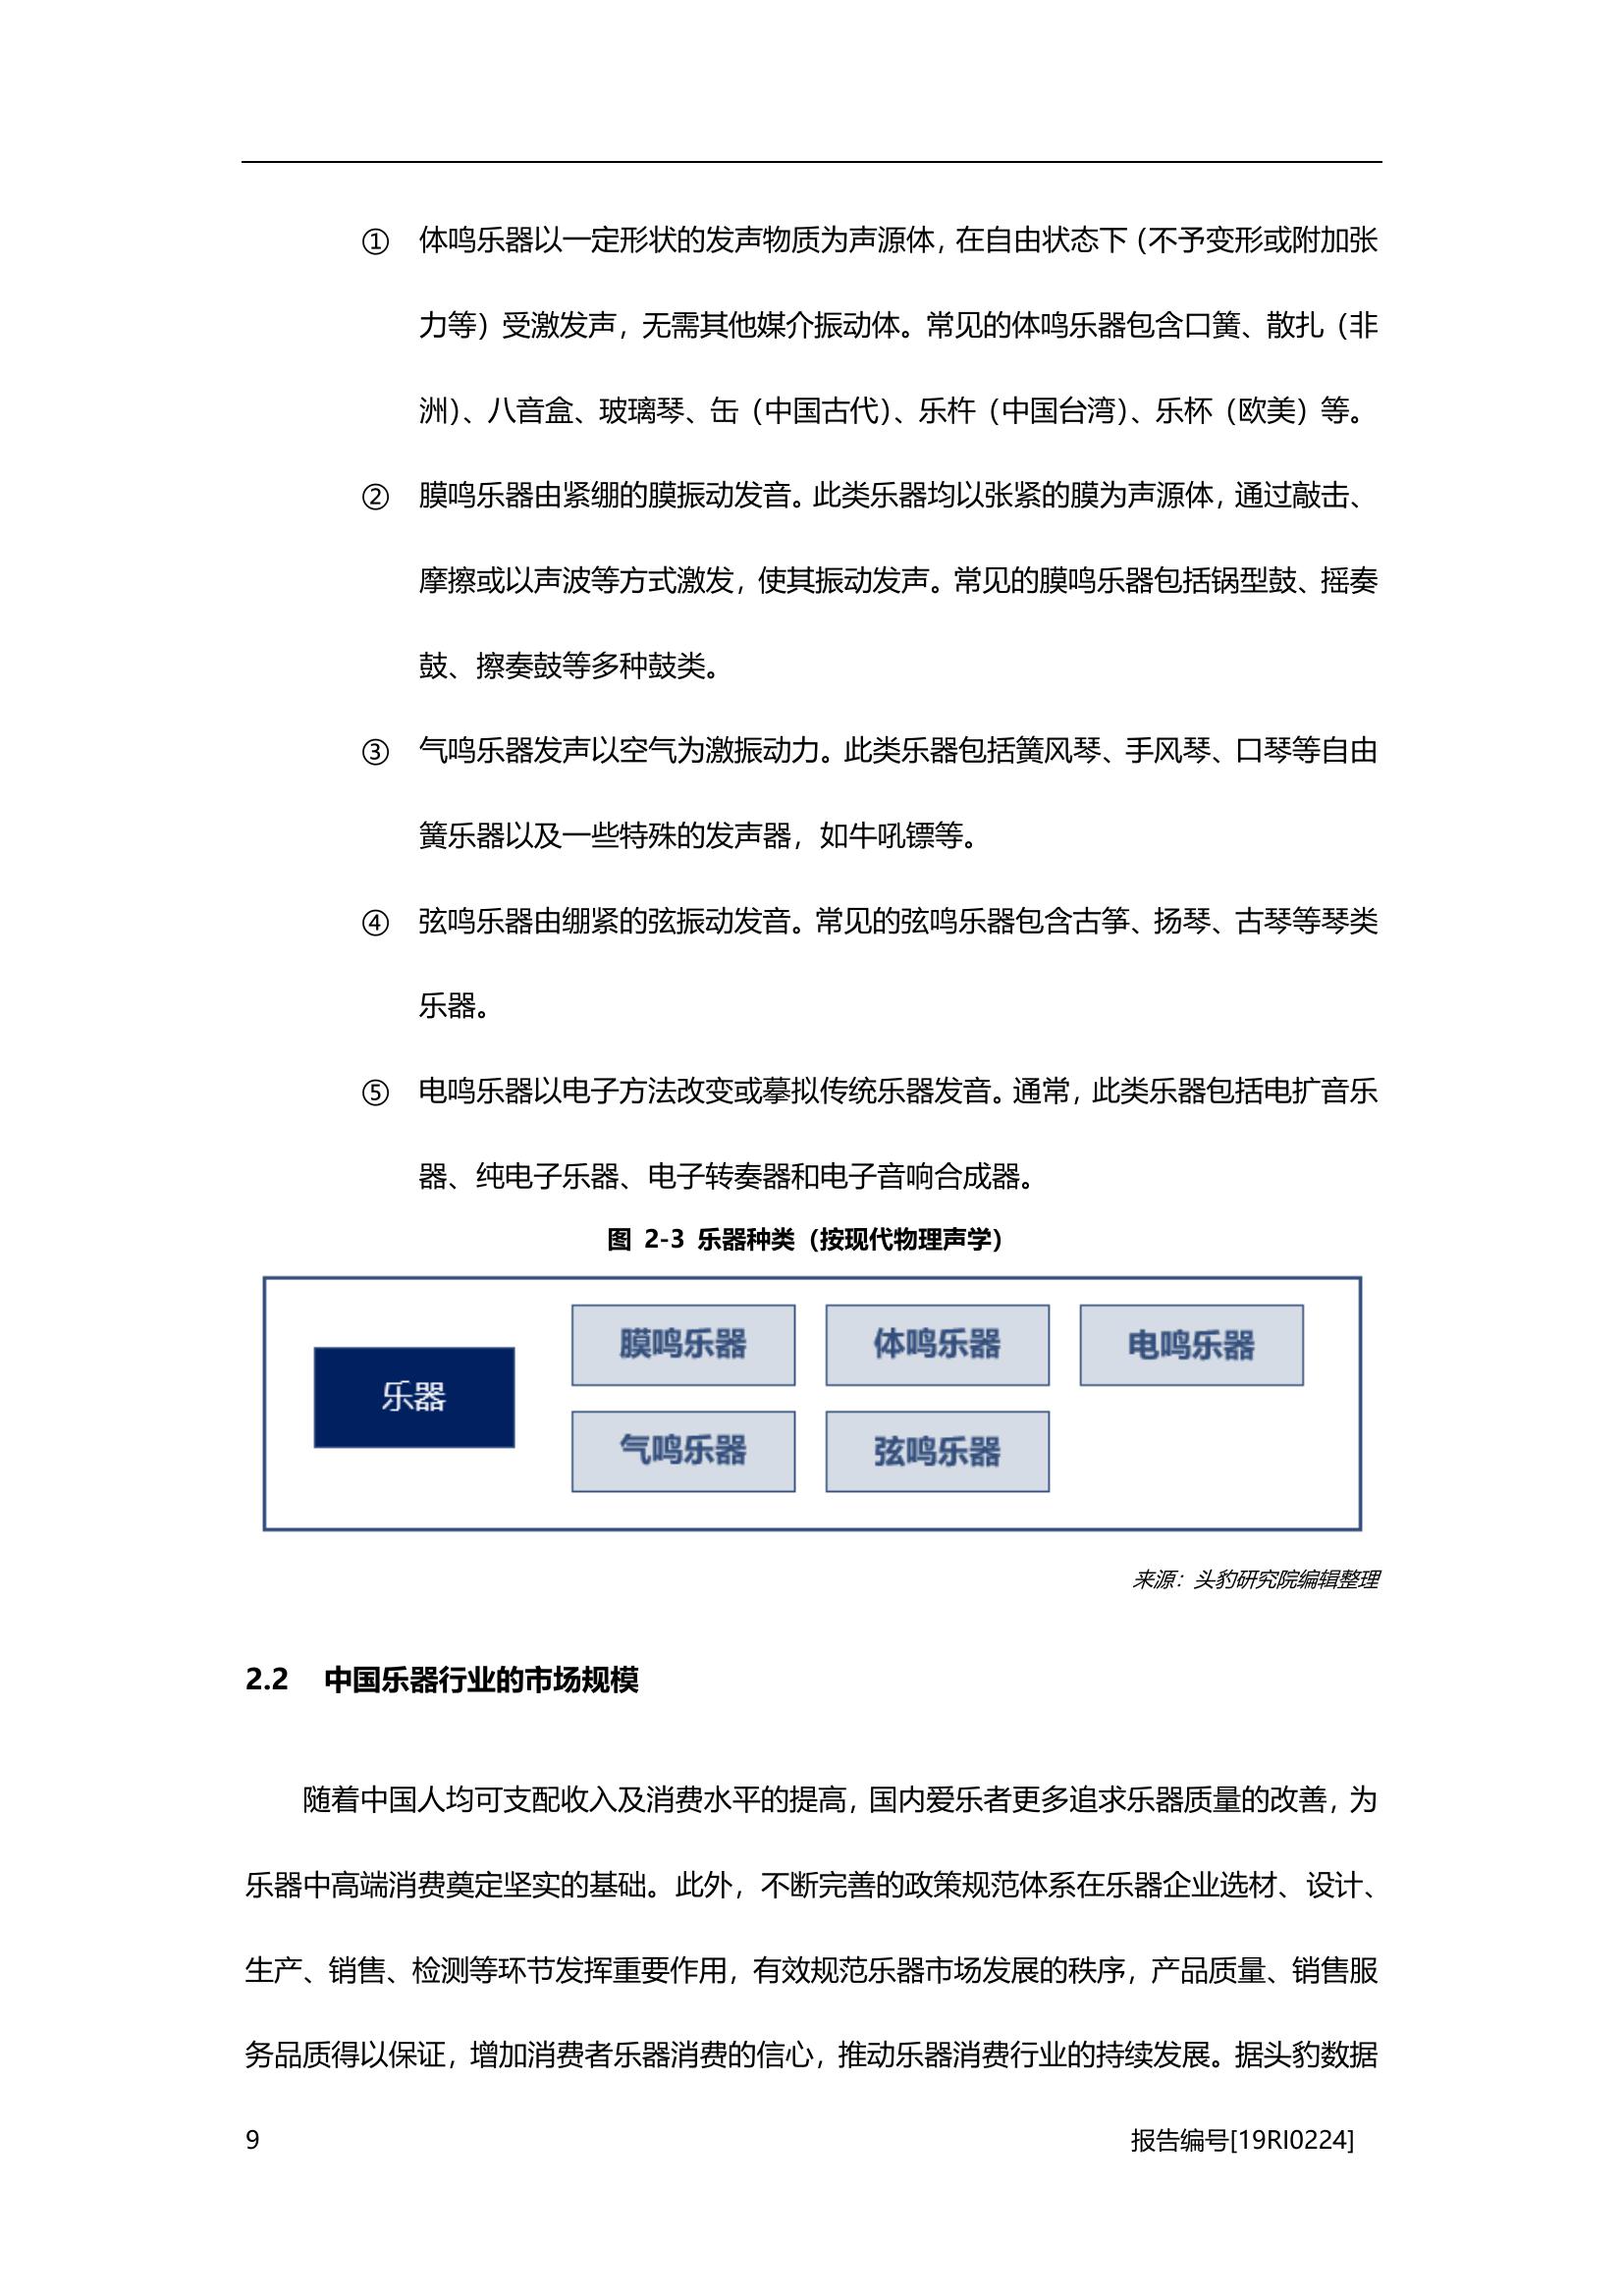 ① 体鸣乐器以一定形状的发声物质为声源体，在自由状态下（不予变形或附加张
力等）受激发声，无需其他媒介振动体。常见的体鸣乐器包含口簧、散扎（非
洲）、八音盒、玻璃琴、缶（中国古代）、乐杵（中国台湾）、乐杯（欧美）等。
② 膜鸣乐器由紧绷的膜振动发音。此类乐器均以张紧的膜为声源体，通过敲击、
摩擦或以声波等方式激发，使其振动发声。常见的膜鸣乐器包括锅型鼓、摇奏
鼓、擦奏鼓等多种鼓类。
③ 气鸣乐器发声以空气为激振动力。此类乐器包括簧风琴、手风琴、口琴等自由
簧乐器以及一些特殊的发声器，如牛吼镖等。
④ 弦鸣乐器由绷紧的弦振动发音。常见的弦鸣乐器包含古筝、扬琴、古琴等琴类
乐器。
⑤ 电鸣乐器以电子方法改变或摹拟传统乐器发音。通常，此类乐器包括电扩音乐
器、纯电子乐器、电子转奏器和电子音响合成器。
图 2-3 乐器种类（按现代物理声学）
乐器
膜鸣乐器 体鸣乐器 电鸣乐器
气鸣乐器 弦鸣乐器
来源：头豹研究院编辑整理
2.2 中国乐器行业的市场规模
随着中国人均可支配收入及消费水平的提高，国内爱乐者更多追求乐器质量的改善，为
乐器中高端消费奠定坚实的基础。此外，不断完善的政策规范体系在乐器企业选材、设计、
生产、销售、检测等环节发挥重要作用，有效规范乐器市场发展的秩序，产品质量、销售服
务品质得以保证，增加消费者乐器消费的信心，推动乐器消费行业的持续发展。据头豹数据
9 报告编号[19RI0224]